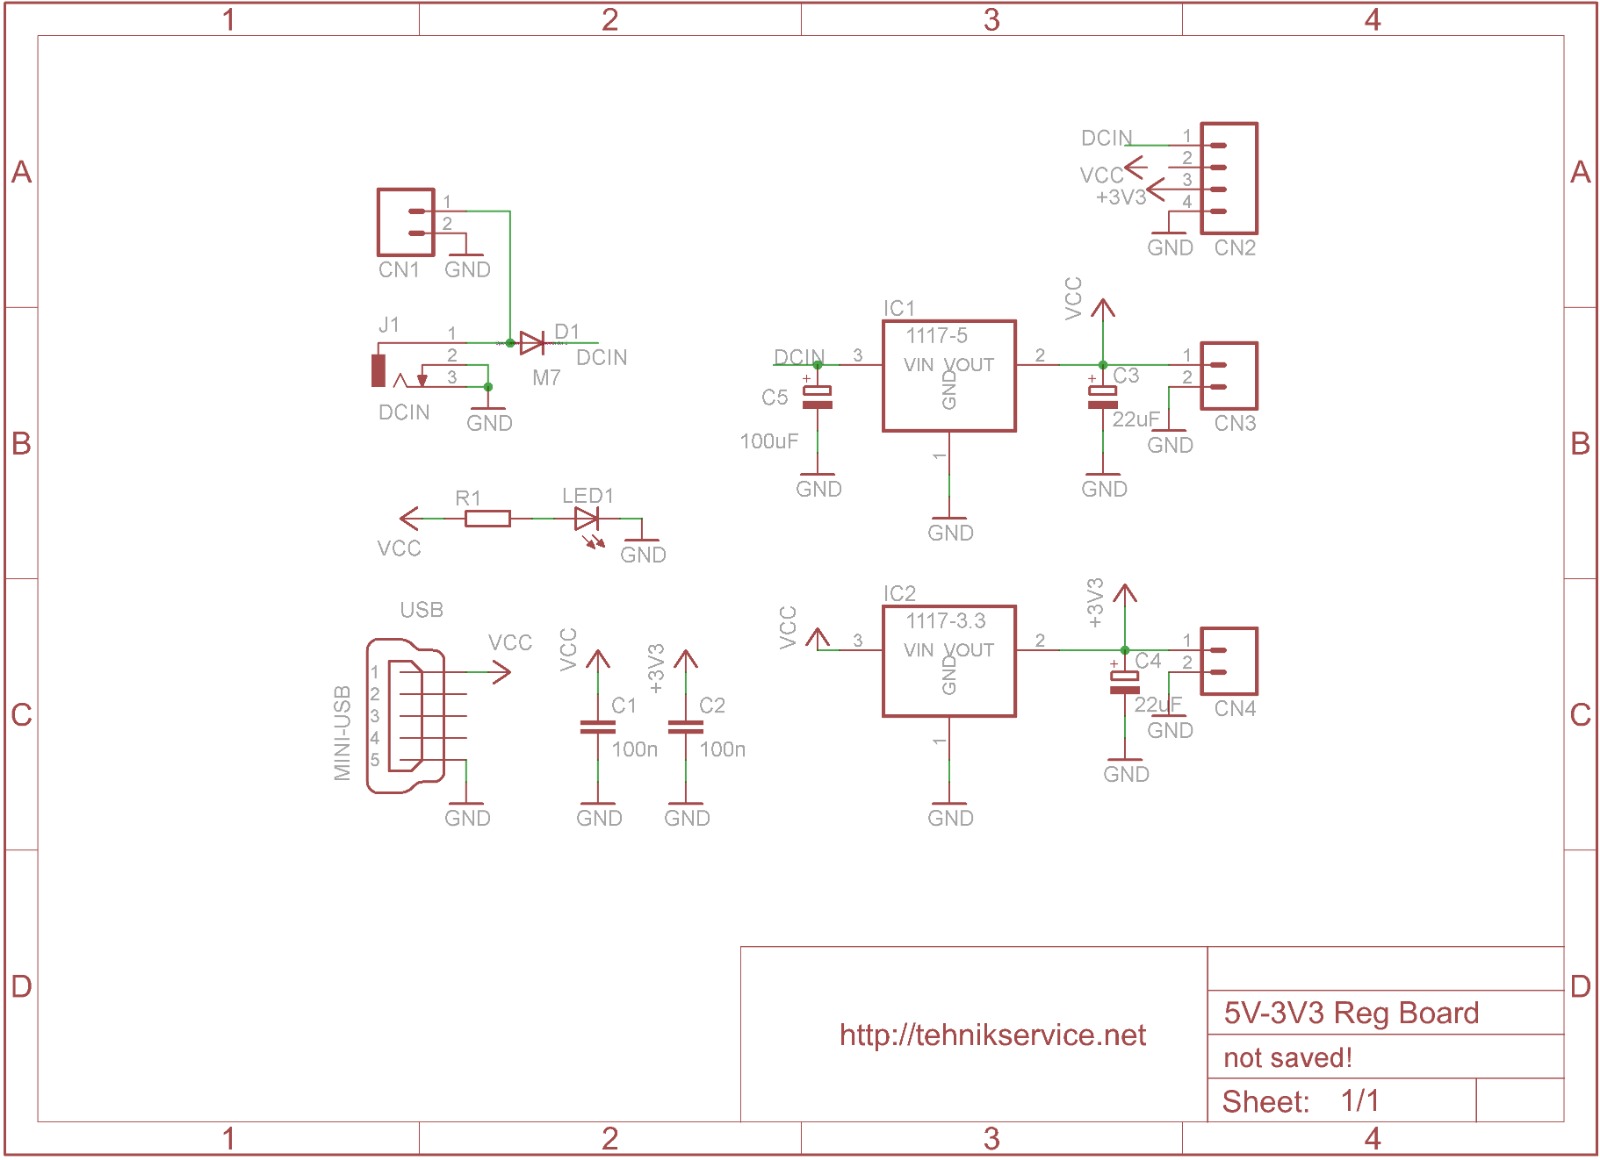 1 2 3 4
A A
B B
C C
D D
DCIN 1
VCC 2
+3V3 3
4
GND CN2
1
2
CN1 GND
J1 1
2
3
DCIN
GND
D1
DCIN
M7
IC1
1117-5
VIN VOUT
GND
DCIN 3
2
1
+
C5
100uF
GND
GND
VCC
+
C3
22uF
GND
1
2
GND CN3
R1 LED1
VCC GND
USB
VCC
MINI-USB
1
2
3
4
5
GND
VCC
C1
100n
GND
+3V3
C2
100n
GND
IC2
1117-3.3
VIN VOUT
GND
VCC 3
2
1
GND
+3V3
+
C4
22uF
GND
1
2
GND CN4
http://tehnikservice.net
5V-3V3 Reg Board
not saved!
Sheet: 1/1
1 2 3 4